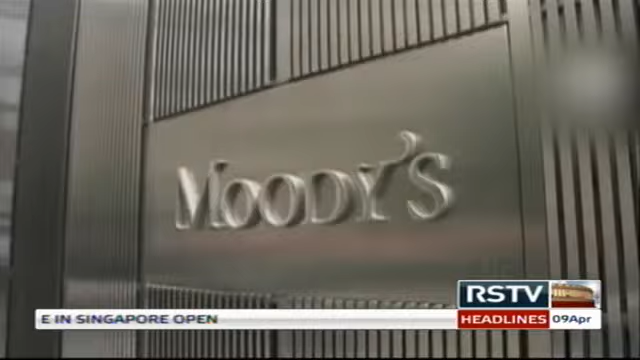 MOODY'S
RSTV
E IN SINGAPORE OPEN
HEADLINES
09Apr